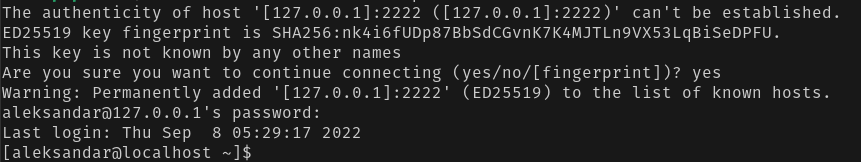 The authenticity of host '[127.0.0.1]:2222 ([127.0.0.1]:2222)' can't be established.
ED25519 key fingerprint is SHA256:nk4i6fUDp87BbSdCGvnK7K4MJTLn9VX53LqBiSeDPFU.
This key is not known by any other names
Are you sure you want to continue connecting (yes/no/[fingerprint])? yes
Warning: Permanently added '[127.0.0.1]:2222' (ED25519) to the list of known hosts.
aleksandar@127.0.0.1's password:
Last login: Thu Sep  8 05:29:17 2022
[aleksandar@localhost ~]$